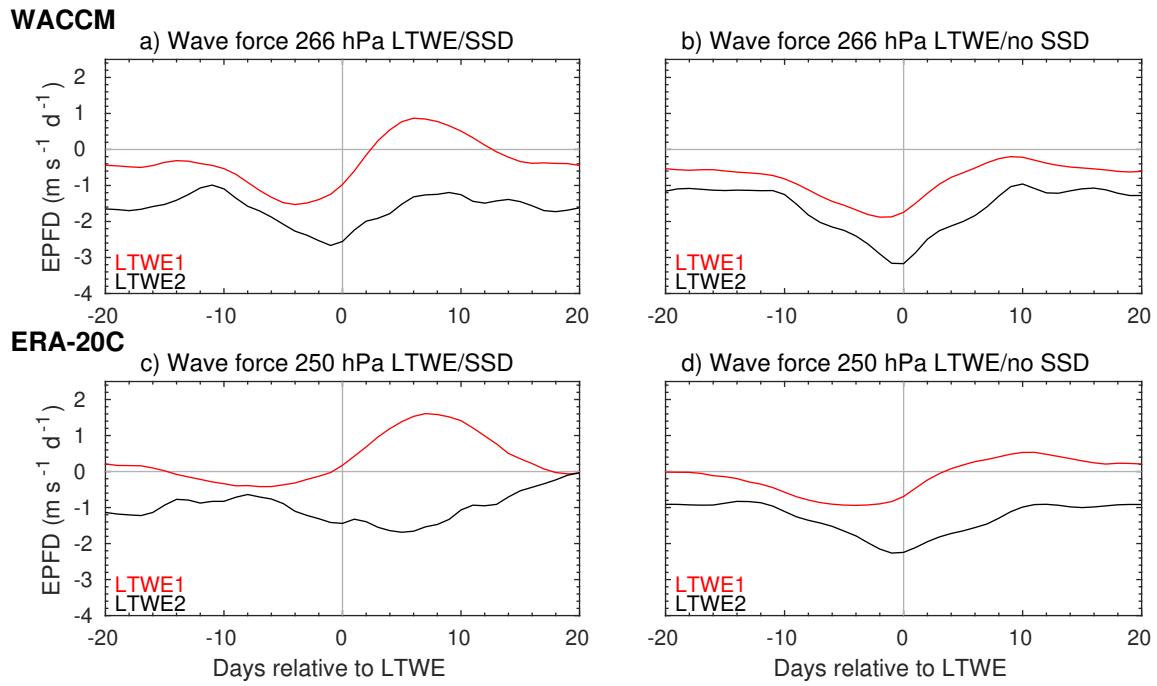 WACCM
a) Wave force 266 hPa LTWE/SSD
b) Wave force 266 hPa LTWE/no SSD
EPFD (m s⁻¹ d⁻¹)
2
1
0
-1
-2
-3
-4
LTWE1
LTWE2
-20 -10 0 10 20
2
1
0
-1
-2
-3
-4
LTWE1
LTWE2
-20 -10 0 10 20
ERA-20C
c) Wave force 250 hPa LTWE/SSD
d) Wave force 250 hPa LTWE/no SSD
EPFD (m s⁻¹ d⁻¹)
2
1
0
-1
-2
-3
-4
LTWE1
LTWE2
-20 -10 0 10 20
Days relative to LTWE
2
1
0
-1
-2
-3
-4
LTWE1
LTWE2
-20 -10 0 10 20
Days relative to LTWE